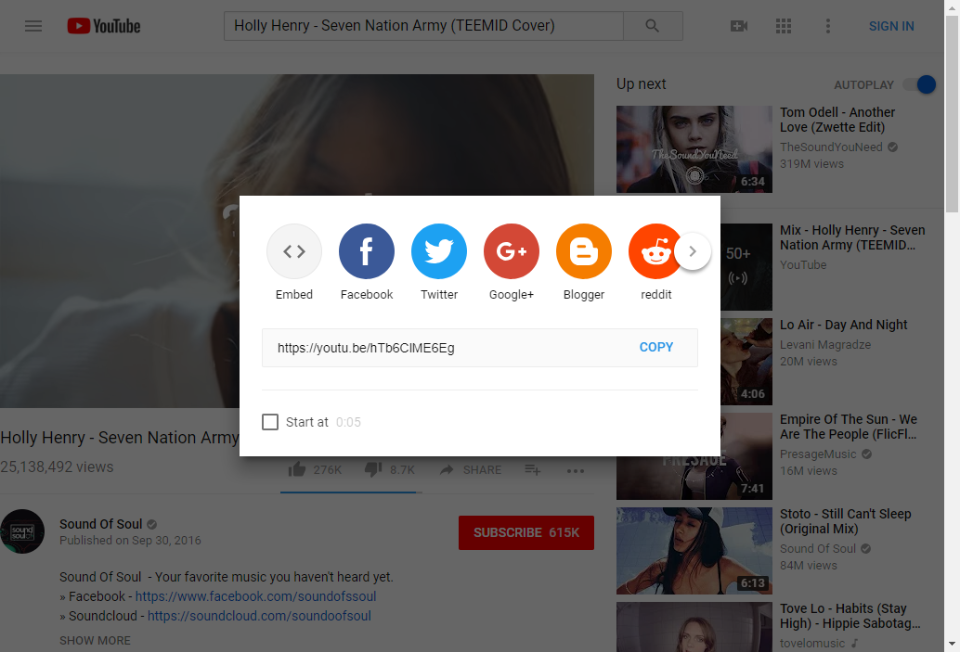 YouTube
Holly Henry - Seven Nation Army (TEEMID Cover)
SIGN IN
Up next
AUTOPLAY
Tom Odell - Another
Love (Zwette Edit)
TheSoundYouNeed
319M views
TheSoundYouNeed
6:34
Mix - Holly Henry - Seven
Nation Army (TEEMID...
YouTube
50+
Lo Air - Day And Night
Levani Magradze
20M views
4:06
Empire Of The Sun - We
Are The People (FlicFl...
PresageMusic
16M views
PRESAGE
7:41
Stoto - Still Can't Sleep
(Original Mix)
Sound Of Soul
84M views
6:13
Tove Lo - Habits (Stay
High) - Hippie Sabotag...
tovelomusic
Embed
Facebook
Twitter
G+
Google+
Blogger
reddit
https://youtu.be/hTb6CIME6Eg
COPY
Start at 0:05
Holly Henry - Seven Nation Army
25,138,492 views
276K
8.7K
SHARE
Sound Of Soul
Published on Sep 30, 2016
SUBSCRIBE 615K
Sound Of Soul - Your favorite music you haven't heard yet.
» Facebook - https://www.facebook.com/soundofssoul
» Soundcloud - https://soundcloud.com/soundoofsoul
SHOW MORE